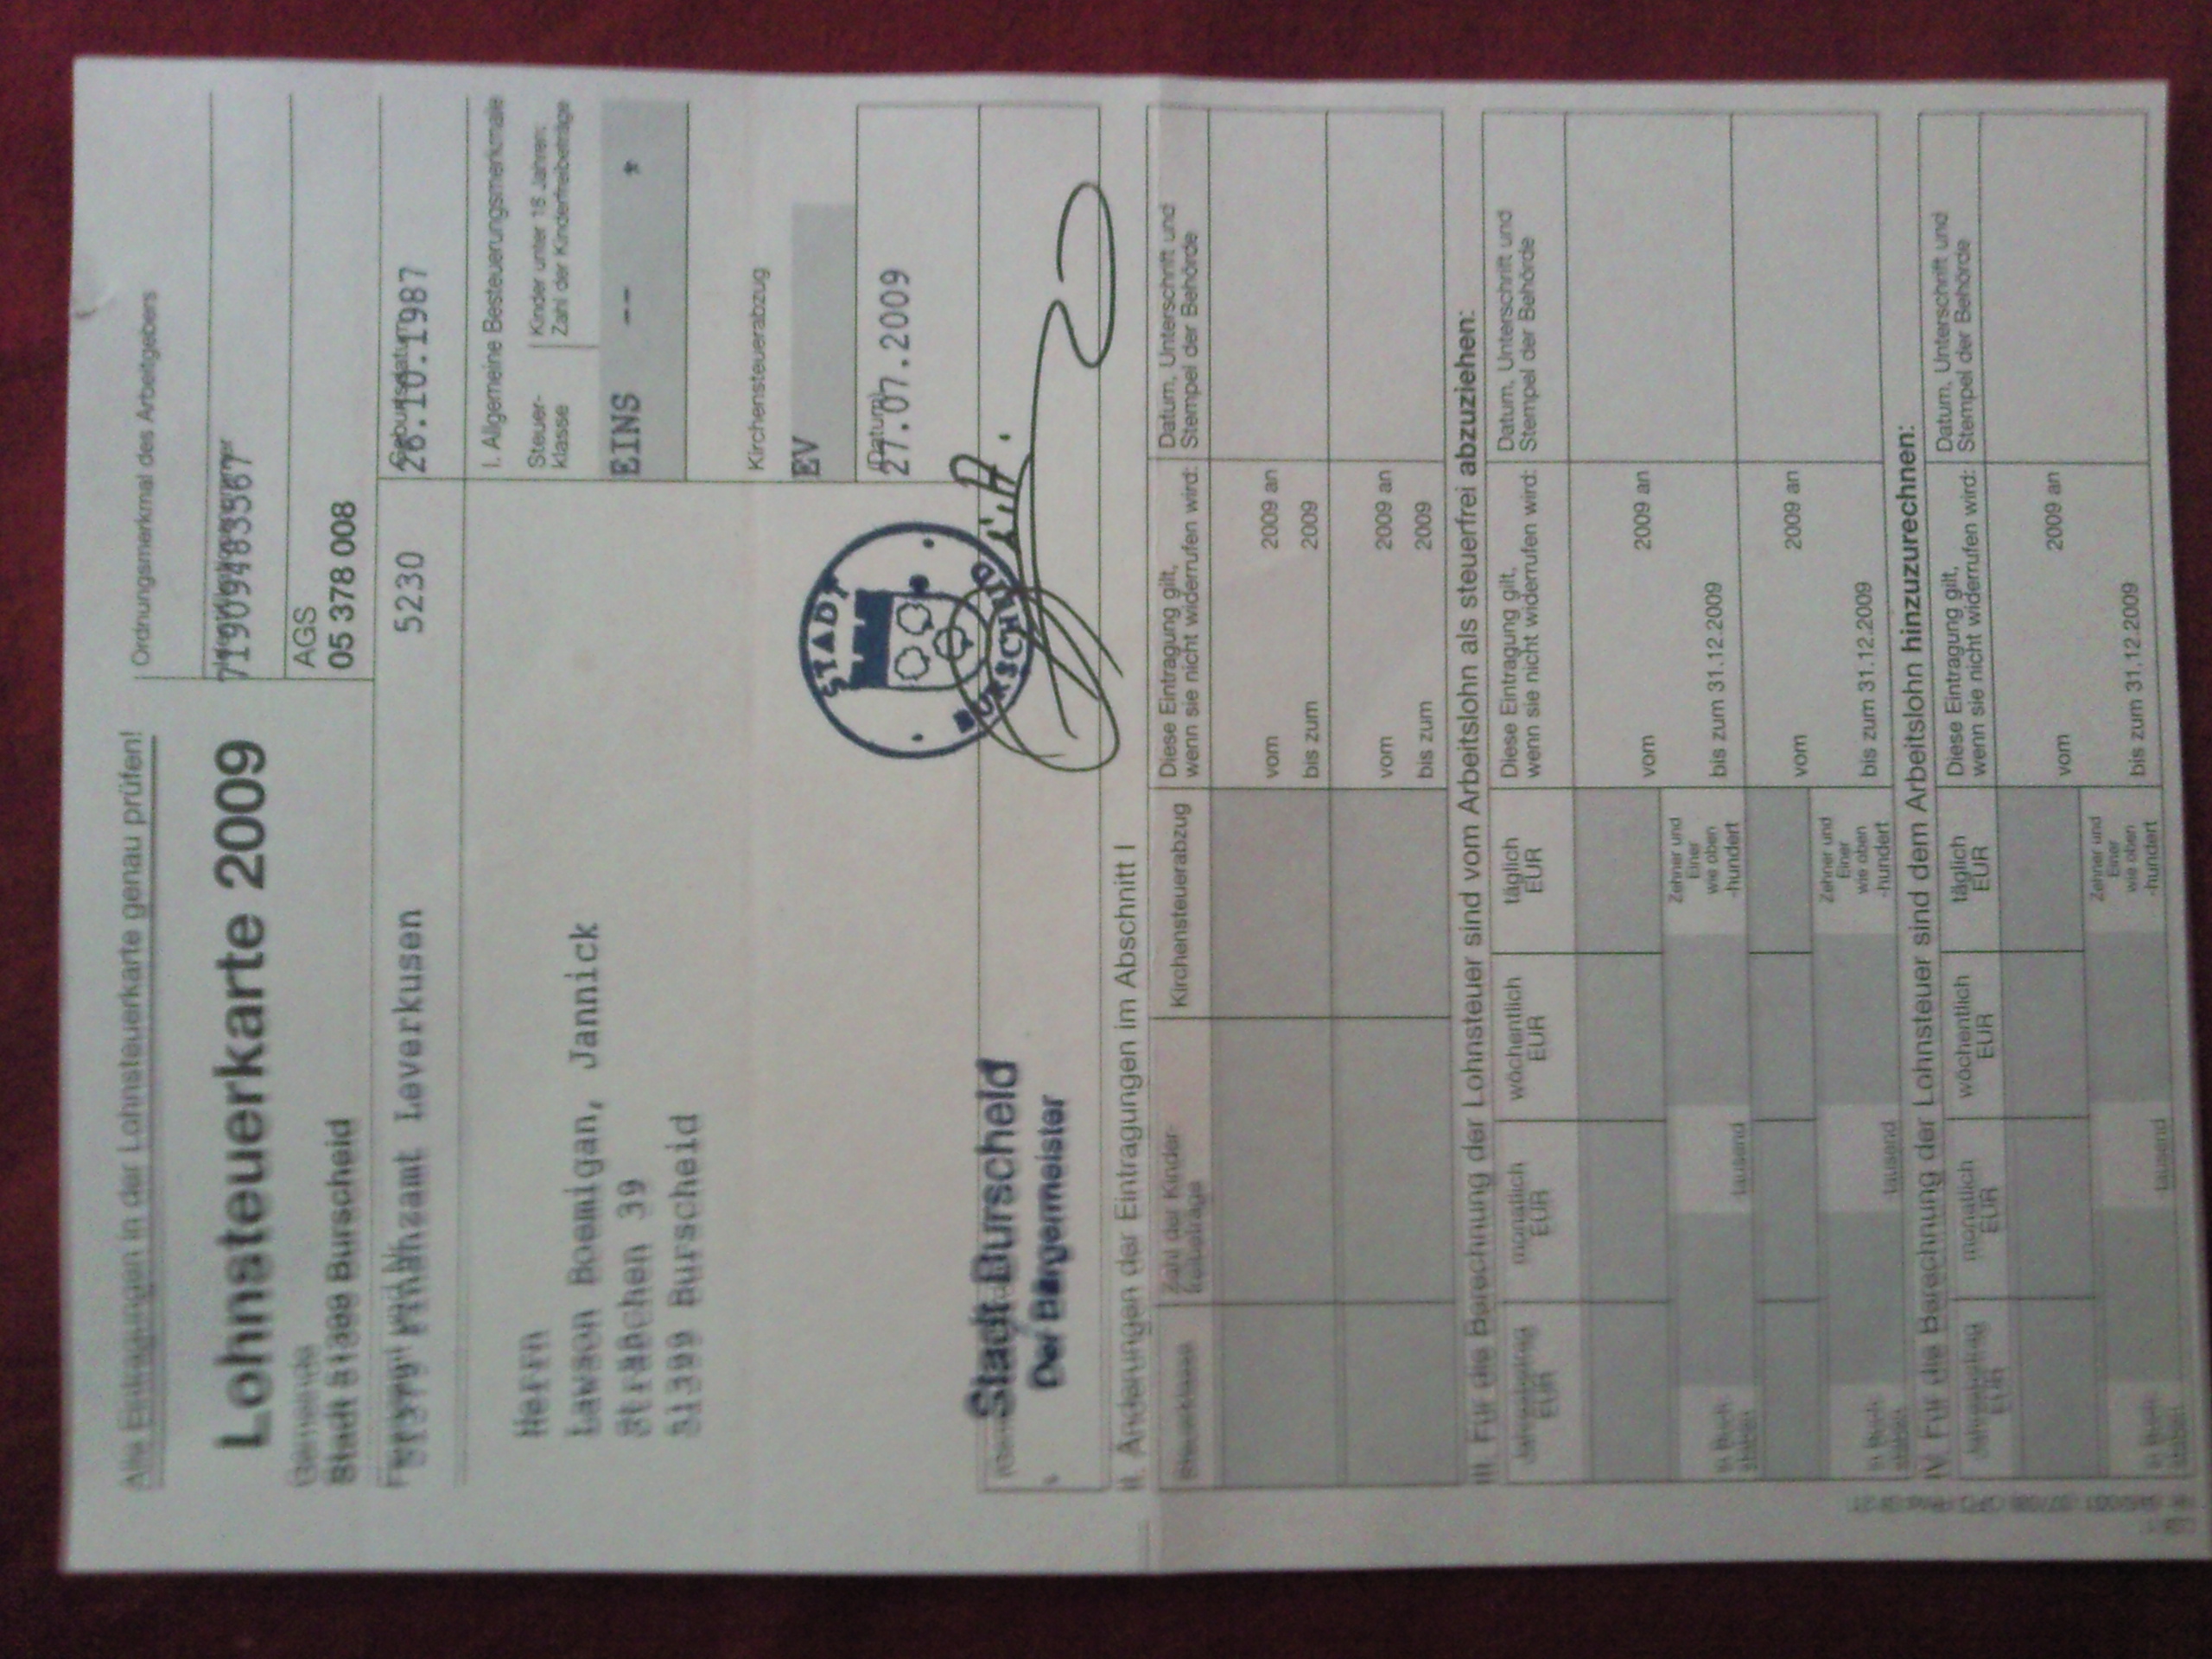 Alle Eintragungen in der Lohnsteuerkarte genau prüfen!
Ordnungsmerkmal des Arbeitgebers
Lohnsteuerkarte 2009
Gemeinde
Stadt 51399 Burscheid
AGS
05 378 008
Finanzamt Leverkusen 5230
Geburtsdatum
26.10.1987
I. Allgemeine Besteuerungsmerkmale
Steuer-
klasse
Kinder unter 18 Jahren:
Zahl der Kinderfreibeträge
EINS -- *
Kirchensteuerabzug
EV
(Datum)
27.07.2009
Herrn
Lawson Boemigan, Jannick
Sträßchen 39
51399 Burscheid
STADT
BURSCHEID
Stadt Burscheid
Der Bürgermeister
II. Änderungen der Eintragungen im Abschnitt I
Steuerklasse
Zahl der Kinder-
freibeträge
Kirchensteuerabzug
Diese Eintragung gilt,
wenn sie nicht widerrufen wird:
Datum, Unterschrift und
Stempel der Behörde
vom 2009 an
bis zum 2009
vom 2009 an
bis zum 2009
III. Für die Berechnung der Lohnsteuer sind vom Arbeitslohn als steuerfrei abzuziehen:
Jahresbetrag
EUR
monatlich
EUR
wöchentlich
EUR
täglich
EUR
Diese Eintragung gilt,
wenn sie nicht widerrufen wird:
Datum, Unterschrift und
Stempel der Behörde
vom 2009 an
in Buch-
staben
tausend
Zehner und
Einer
wie oben
-hundert
bis zum 31.12.2009
vom 2009 an
in Buch-
staben
tausend
Zehner und
Einer
wie oben
-hundert
bis zum 31.12.2009
IV. Für die Berechnung der Lohnsteuer sind dem Arbeitslohn hinzuzurechnen:
Jahresbetrag
EUR
monatlich
EUR
wöchentlich
EUR
täglich
EUR
Diese Eintragung gilt,
wenn sie nicht widerrufen wird:
Datum, Unterschrift und
Stempel der Behörde
vom 2009 an
in Buch-
staben
tausend
Zehner und
Einer
wie oben
-hundert
bis zum 31.12.2009